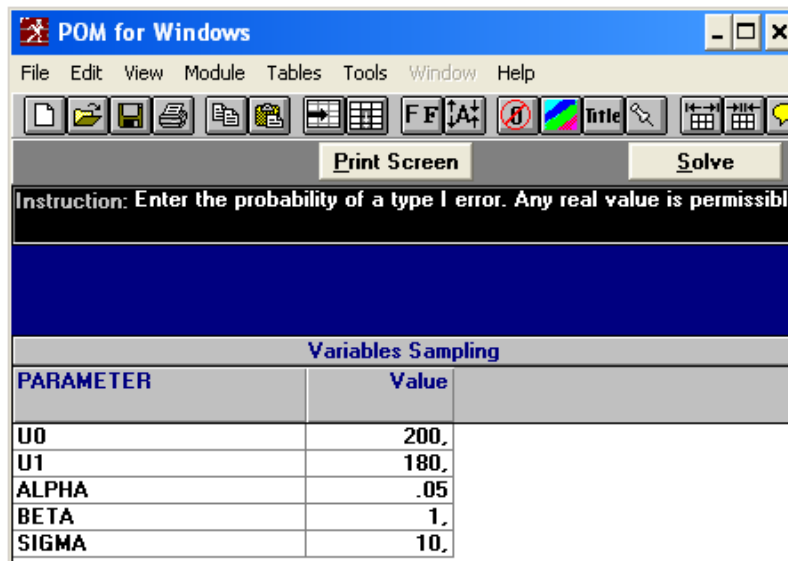 POM for Windows
File Edit View Module Tables Tools Window Help
F F A Title
Print Screen Solve
Instruction: Enter the probability of a type I error. Any real value is permissibl
Variables Sampling
PARAMETER Value
U0 200,
U1 180,
ALPHA .05
BETA 1,
SIGMA 10,